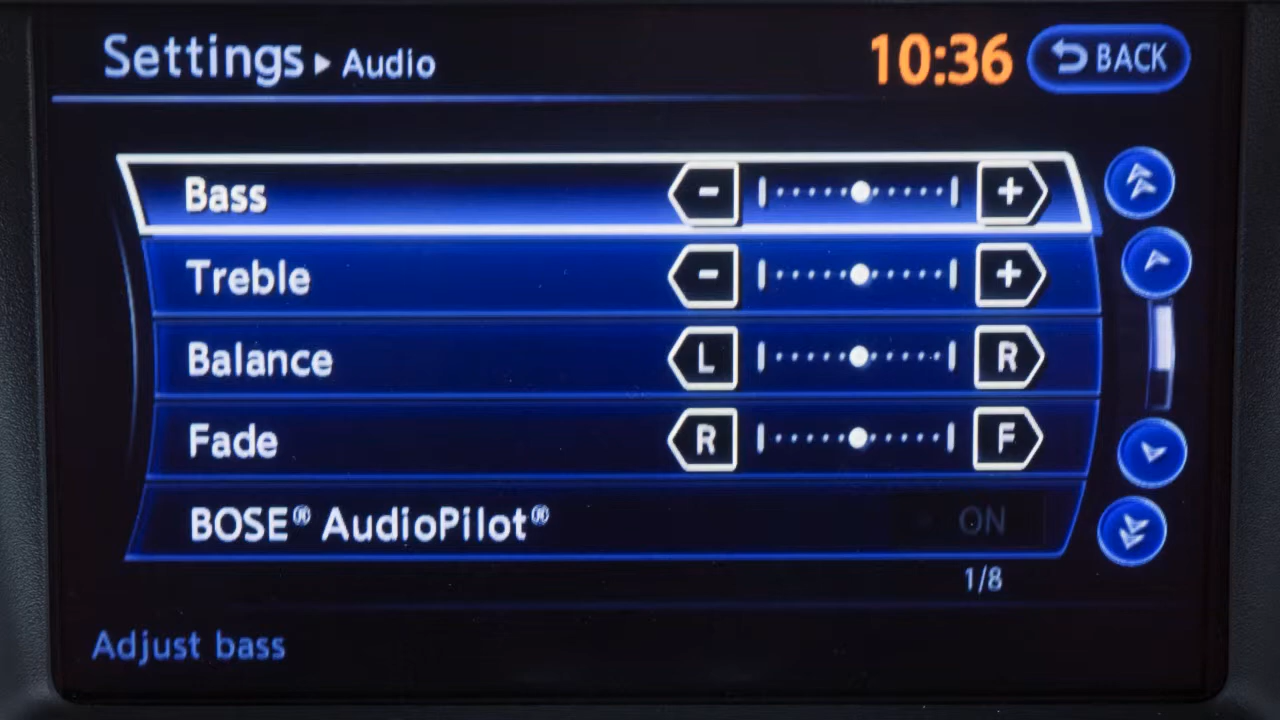 Settings ▸ Audio 10:36 BACK
Bass - +
Treble - +
Balance L R
Fade R F
BOSE® AudioPilot® ON
1/8
Adjust bass